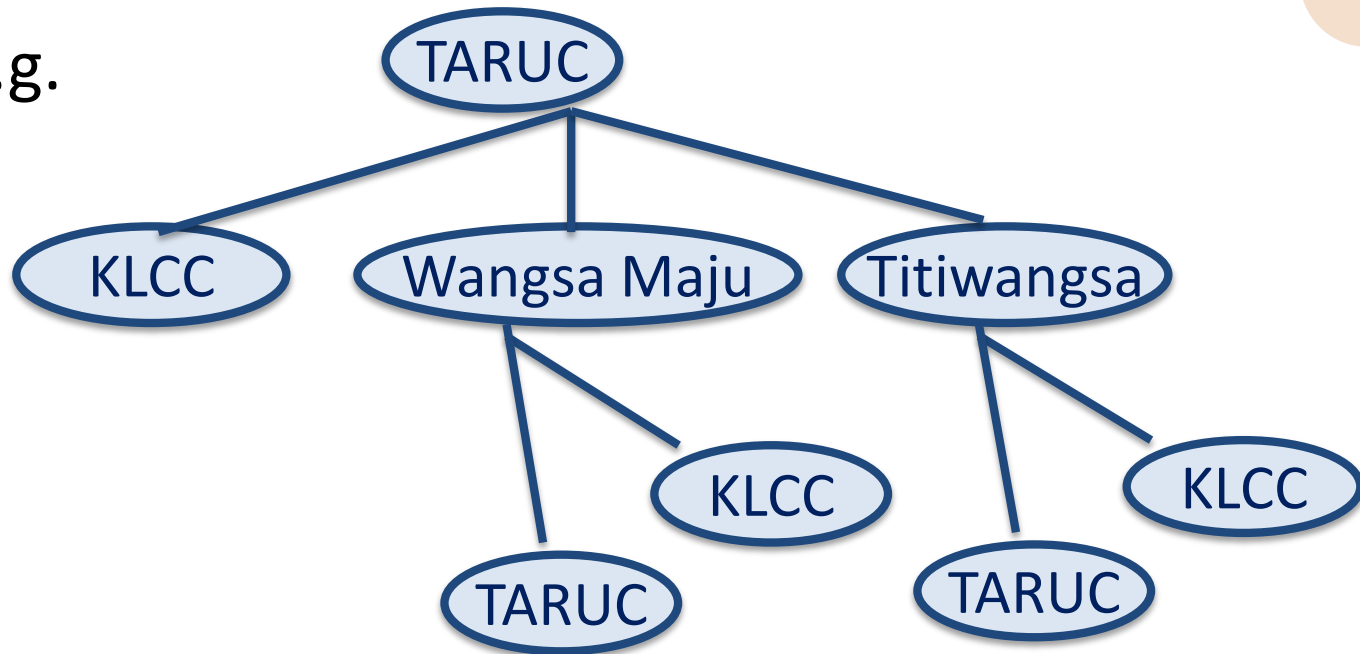 .g.
TARUC
KLCC
Wangsa Maju
Titiwangsa
KLCC
KLCC
TARUC
TARUC